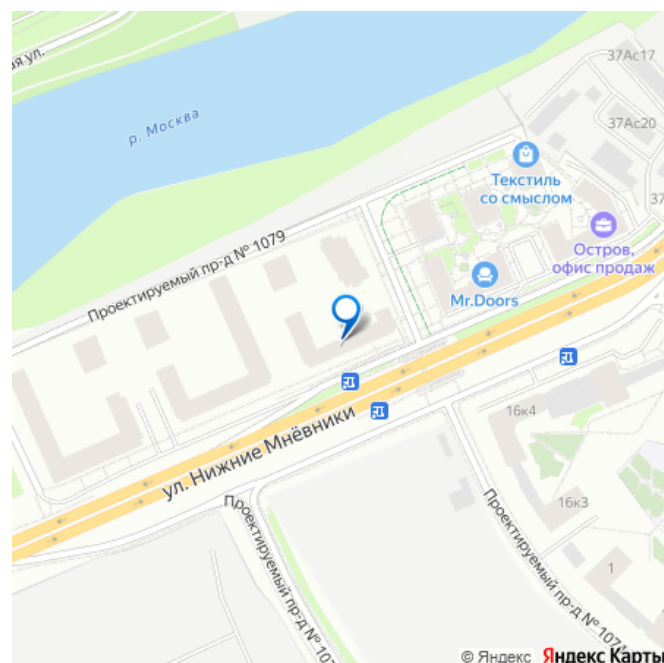 ая ул.
р. Москва
37Ас17
37Ас20
37
Текстиль
со смыслом
Остров,
офис продаж
Mr.Doors
Проектируемый пр-д № 1079
ул. Нижние Мнёвники
16к4
16к3
1
Проектируемый пр-д № 107
Проектируемый пр-д № 107
© Яндекс Яндекс Карты